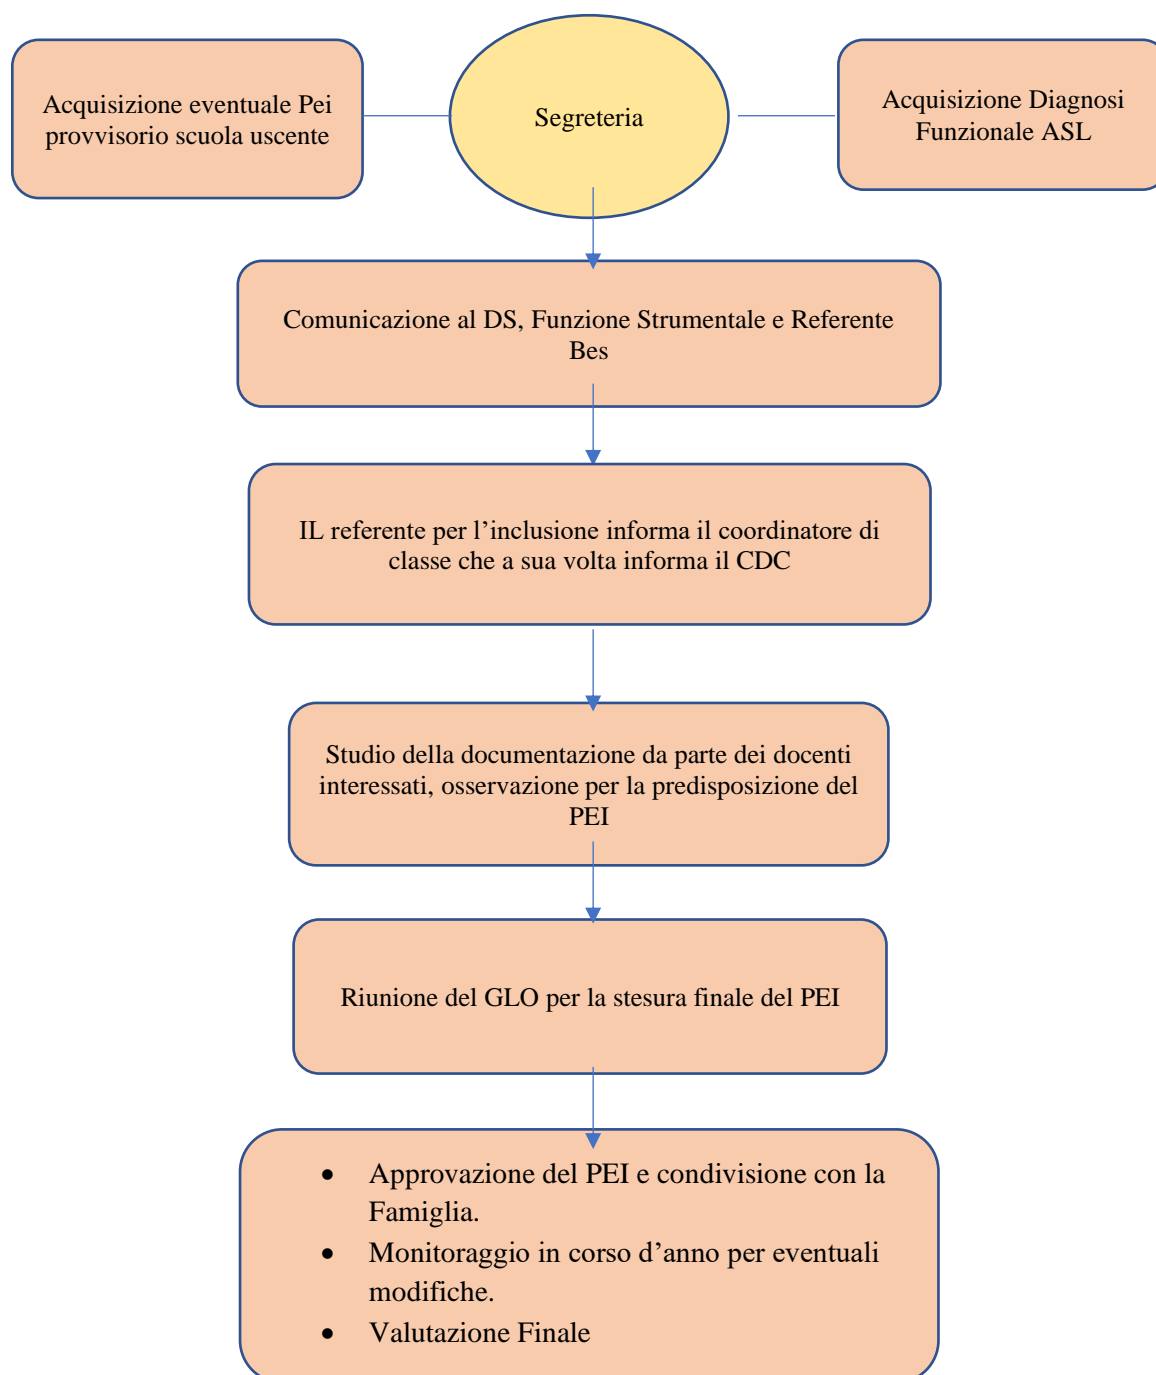 Acquisizione eventuale Pei
provvisorio scuola uscente
Segreteria
Acquisizione Diagnosi
Funzionale ASL
Comunicazione al DS, Funzione Strumentale e Referente
Bes
IL referente per l’inclusione informa il coordinatore di
classe che a sua volta informa il CDC
Studio della documentazione da parte dei docenti
interessati, osservazione per la predisposizione del
PEI
Riunione del GLO per la stesura finale del PEI
• Approvazione del PEI e condivisione con la
Famiglia.
• Monitoraggio in corso d’anno per eventuali
modifiche.
• Valutazione Finale